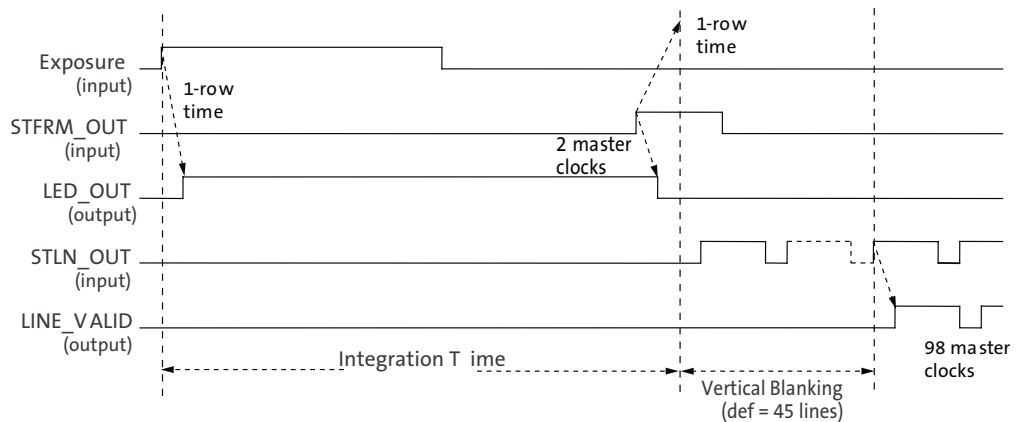 1-row
time
Exposure
(input)
1-row
time
STFRM_OUT
(input)
2 master
clocks
LED_OUT
(output)
STLN_OUT
(input)
LINE_VALID
(output)
98 master
clocks
Integration T ime
Vertical Blanking
(def = 45 lines)